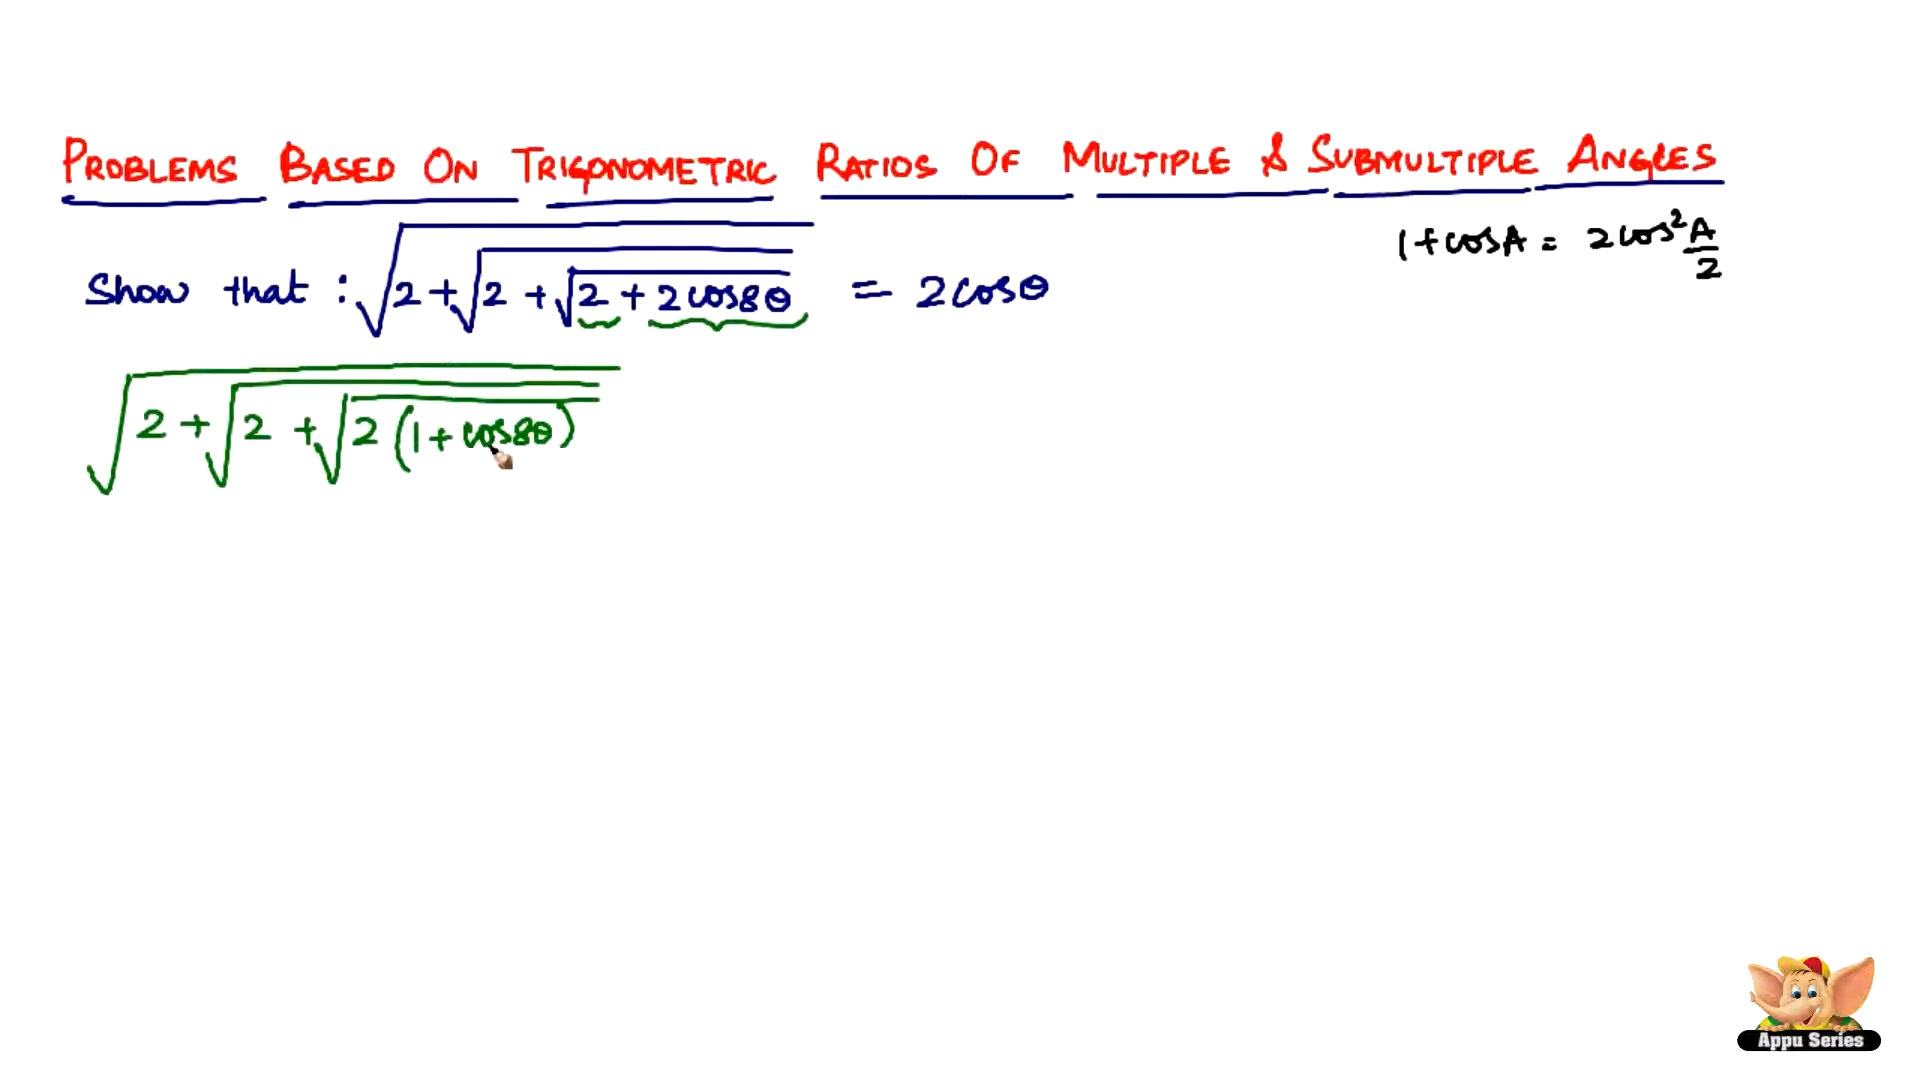 PROBLEMS BASED ON TRIGONOMETRIC RATIOS OF MULTIPLE & SUBMULTIPLE ANGLES
1+cosA = 2cos²A/2
Show that : √(2+√(2+√(2+2cos8θ))) = 2cosθ
√(2+√(2+√(2(1+cos8θ))))
Appu Series